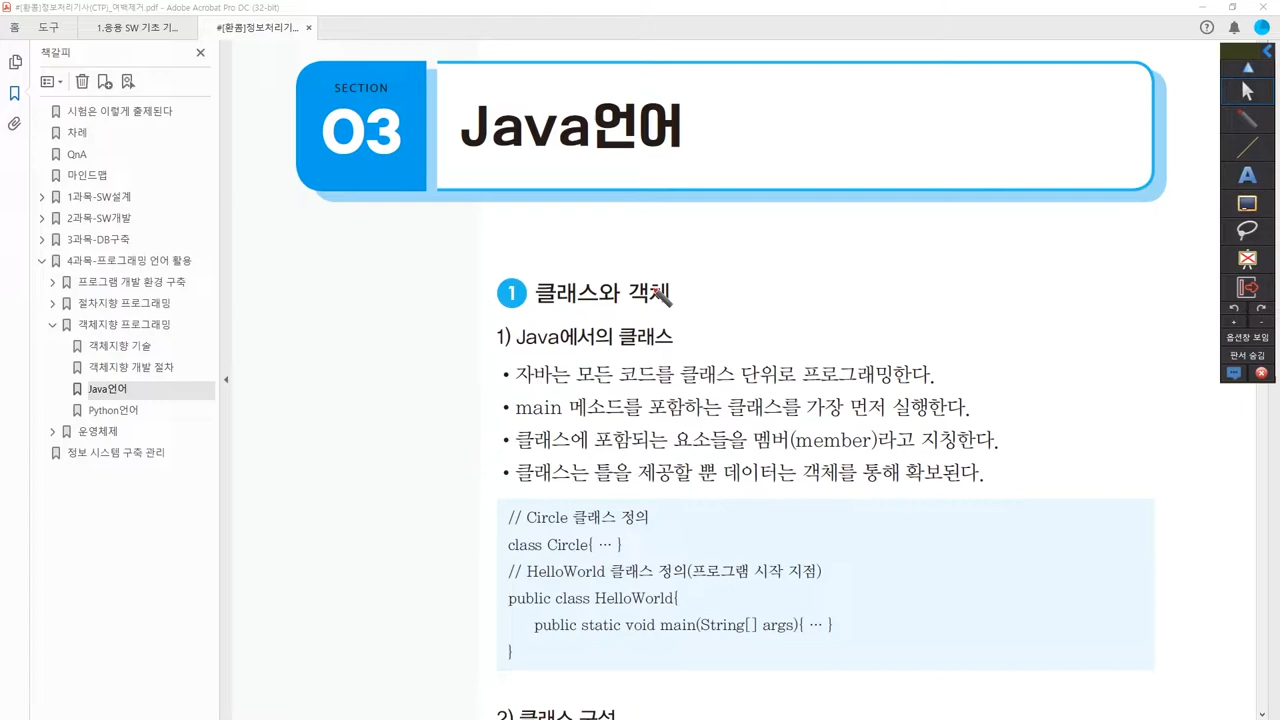 #[환쫌]정보처리기사(CTP)_여백제거.pdf - Adobe Acrobat Pro DC (32-bit)
홈 도구 1.응용 SW 기초 기... #[환쫌]정보처리기... ×
책갈피
시험은 이렇게 출제된다
차례
QnA
마인드맵
1과목-SW설계
2과목-SW개발
3과목-DB구축
4과목-프로그래밍 언어 활용
프로그램 개발 환경 구축
절차지향 프로그래밍
객체지향 프로그래밍
객체지향 기술
객체지향 개발 절차
Java언어
Python언어
운영체제
정보 시스템 구축 관리
SECTION
03
Java언어
1 클래스와 객체
1) Java에서의 클래스
• 자바는 모든 코드를 클래스 단위로 프로그래밍한다.
• main 메소드를 포함하는 클래스를 가장 먼저 실행한다.
• 클래스에 포함되는 요소들을 멤버(member)라고 지칭한다.
• 클래스는 틀을 제공할 뿐 데이터는 객체를 통해 확보된다.
// Circle 클래스 정의
class Circle{ … }
// HelloWorld 클래스 정의(프로그램 시작 지점)
public class HelloWorld{
public static void main(String[] args){ … }
}
2) 클래스 구성
A
옵션창 보임
판서 숨김